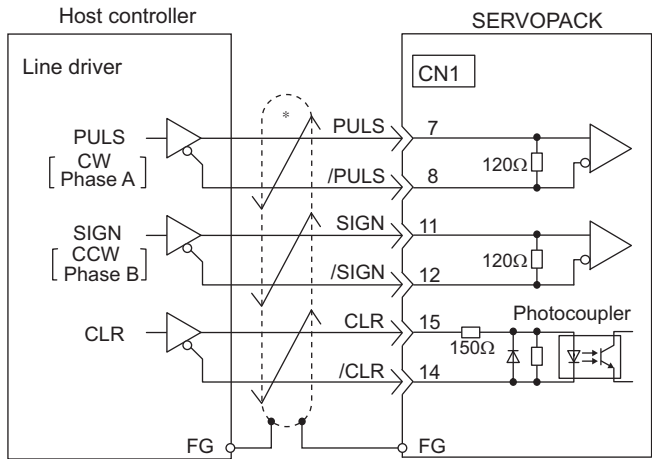 Host controller
SERVOPACK
Line driver
CN1
*
PULS
CW
Phase A
PULS
7
120Ω
/PULS
8
SIGN
CCW
Phase B
SIGN
11
120Ω
/SIGN
12
Photocoupler
CLR
CLR
15
150Ω
/CLR
14
FG
FG